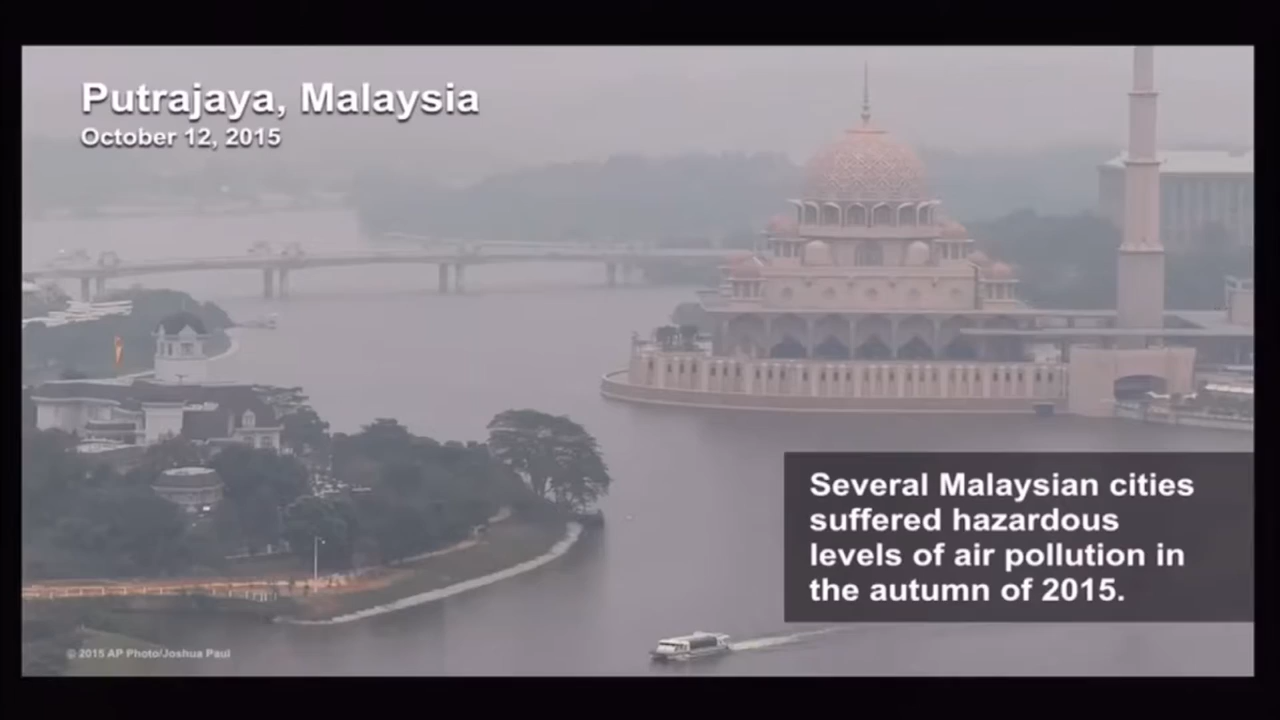 Putrajaya, Malaysia
October 12, 2015
Several Malaysian cities
suffered hazardous
levels of air pollution in
the autumn of 2015.
© 2015 AP Photo/Joshua Paul